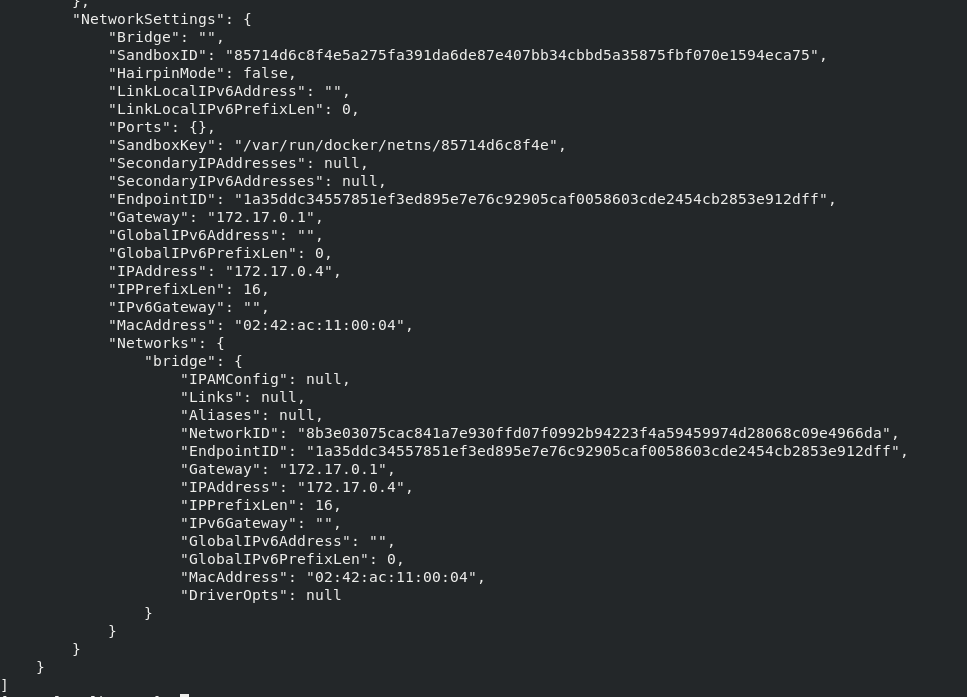 },
"NetworkSettings": {
"Bridge": "",
"SandboxID": "85714d6c8f4e5a275fa391da6de87e407bb34cbbd5a35875fbf070e1594eca75",
"HairpinMode": false,
"LinkLocalIPv6Address": "",
"LinkLocalIPv6PrefixLen": 0,
"Ports": {},
"SandboxKey": "/var/run/docker/netns/85714d6c8f4e",
"SecondaryIPAddresses": null,
"SecondaryIPv6Addresses": null,
"EndpointID": "1a35ddc34557851ef3ed895e7e76c92905caf0058603cde2454cb2853e912dff",
"Gateway": "172.17.0.1",
"GlobalIPv6Address": "",
"GlobalIPv6PrefixLen": 0,
"IPAddress": "172.17.0.4",
"IPPrefixLen": 16,
"IPv6Gateway": "",
"MacAddress": "02:42:ac:11:00:04",
"Networks": {
"bridge": {
"IPAMConfig": null,
"Links": null,
"Aliases": null,
"NetworkID": "8b3e03075cac841a7e930ffd07f0992b94223f4a59459974d28068c09e4966da",
"EndpointID": "1a35ddc34557851ef3ed895e7e76c92905caf0058603cde2454cb2853e912dff",
"Gateway": "172.17.0.1",
"IPAddress": "172.17.0.4",
"IPPrefixLen": 16,
"IPv6Gateway": "",
"GlobalIPv6Address": "",
"GlobalIPv6PrefixLen": 0,
"MacAddress": "02:42:ac:11:00:04",
"DriverOpts": null
}
}
}
}
]